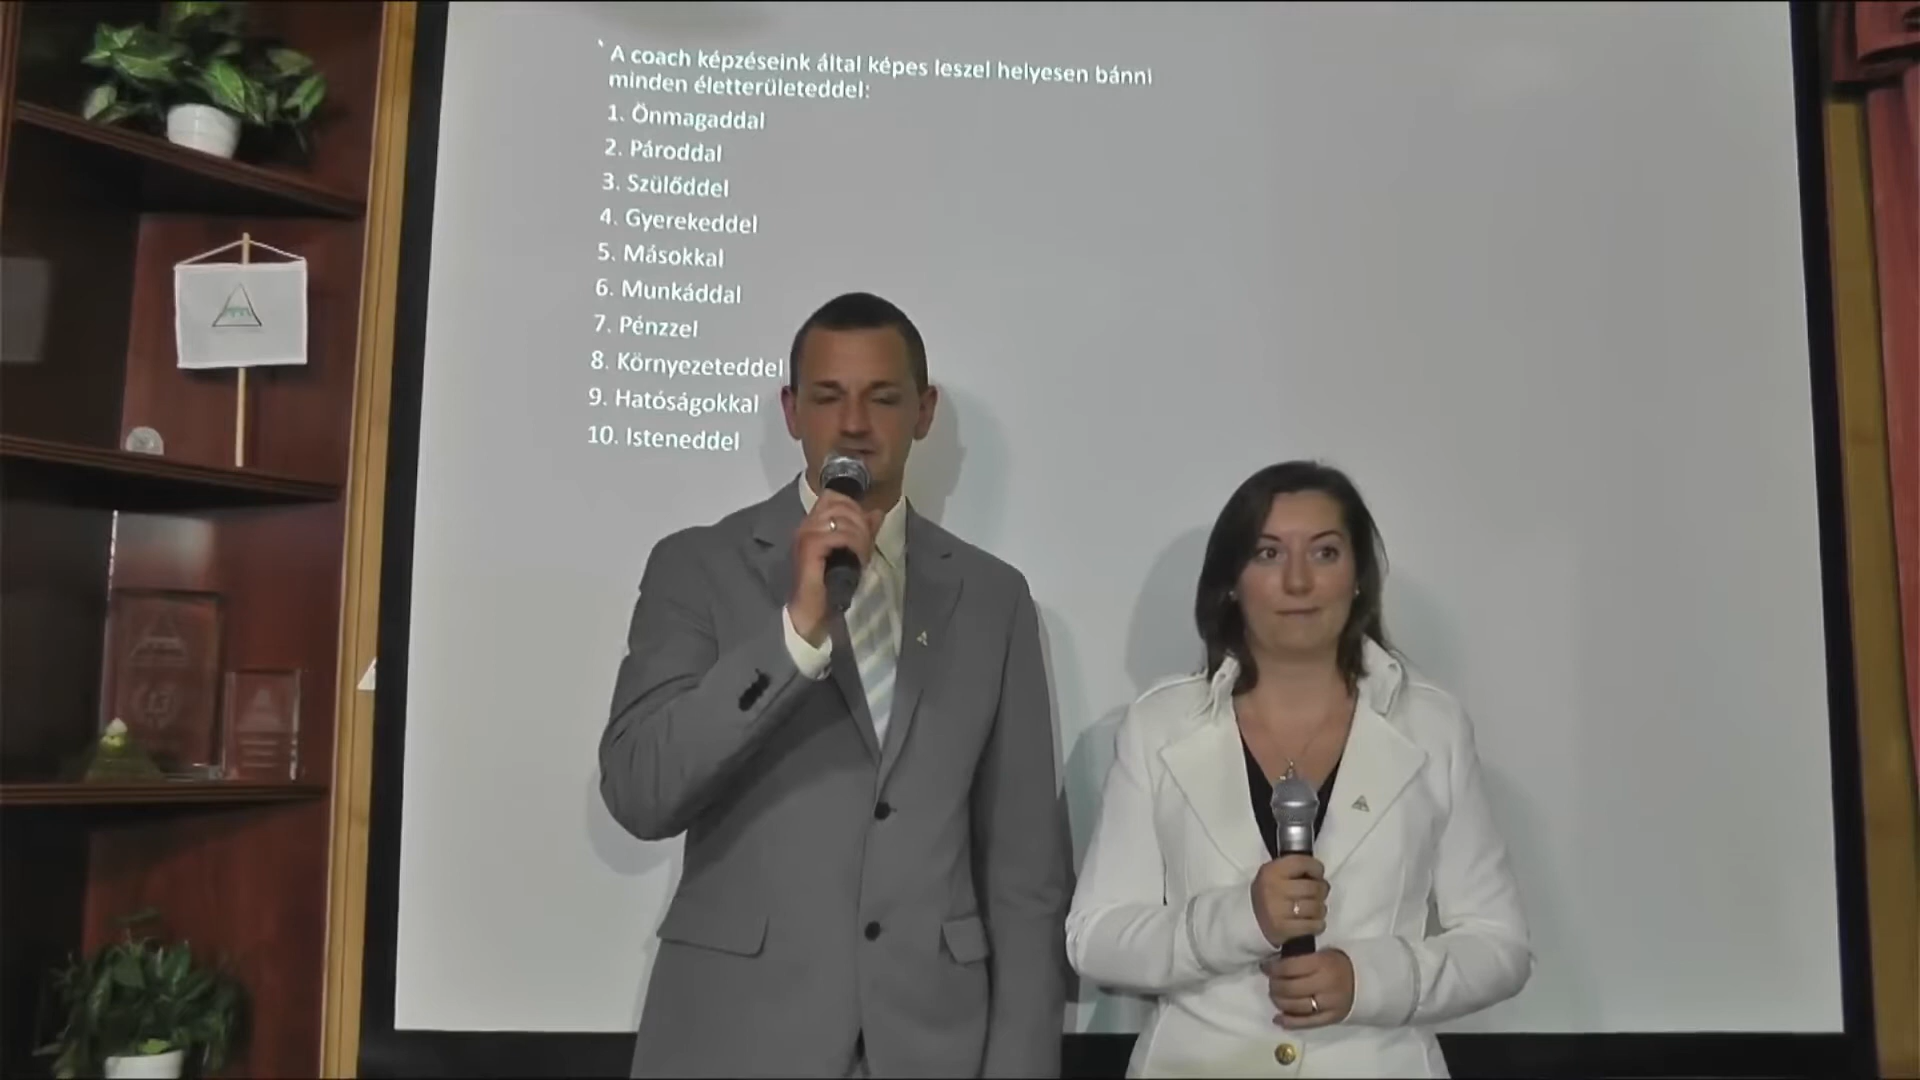 A coach képzéseink által képes leszel helyesen bánni
minden életterületeddel:
1. Önmagaddal
2. Pároddal
3. Szülőddel
4. Gyerekeddel
5. Másokkal
6. Munkáddal
7. Pénzzel
8. Környezeteddel
9. Hatóságokkal
10. Isteneddel